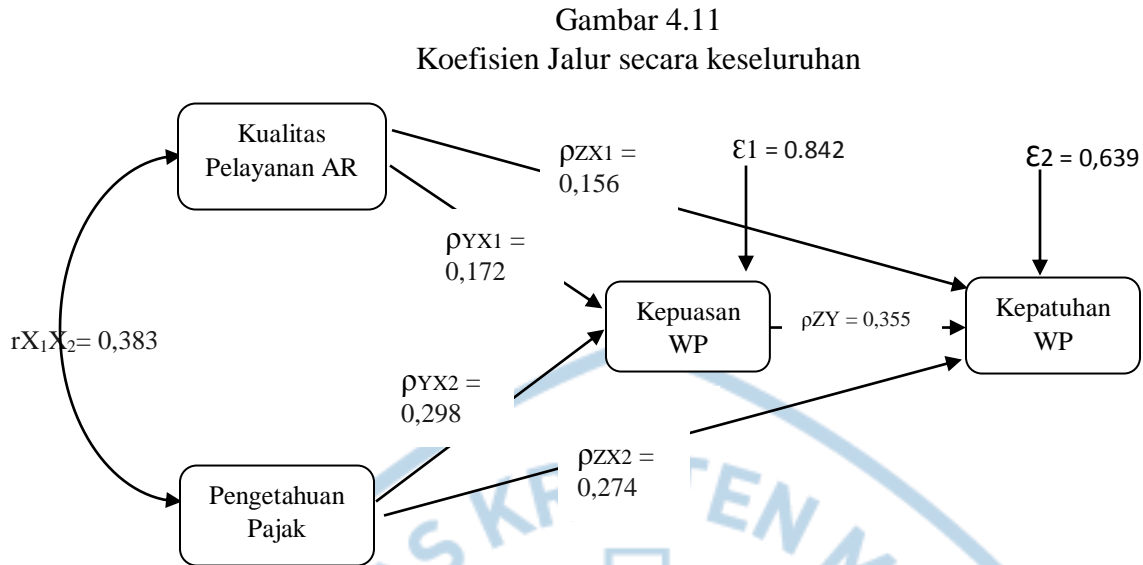 Gambar 4.11
Koefisien Jalur secara keseluruhan
Kualitas
Pelayanan AR
ρZX1 =
0,156
Ɛ1 = 0.842
Ɛ2 = 0,639
ρYX1 =
0,172
Kepuasan
WP
ρZY = 0,355
Kepatuhan
WP
rX₁X₂= 0,383
ρYX2 =
0,298
ρZX2 =
0,274
Pengetahuan
Pajak